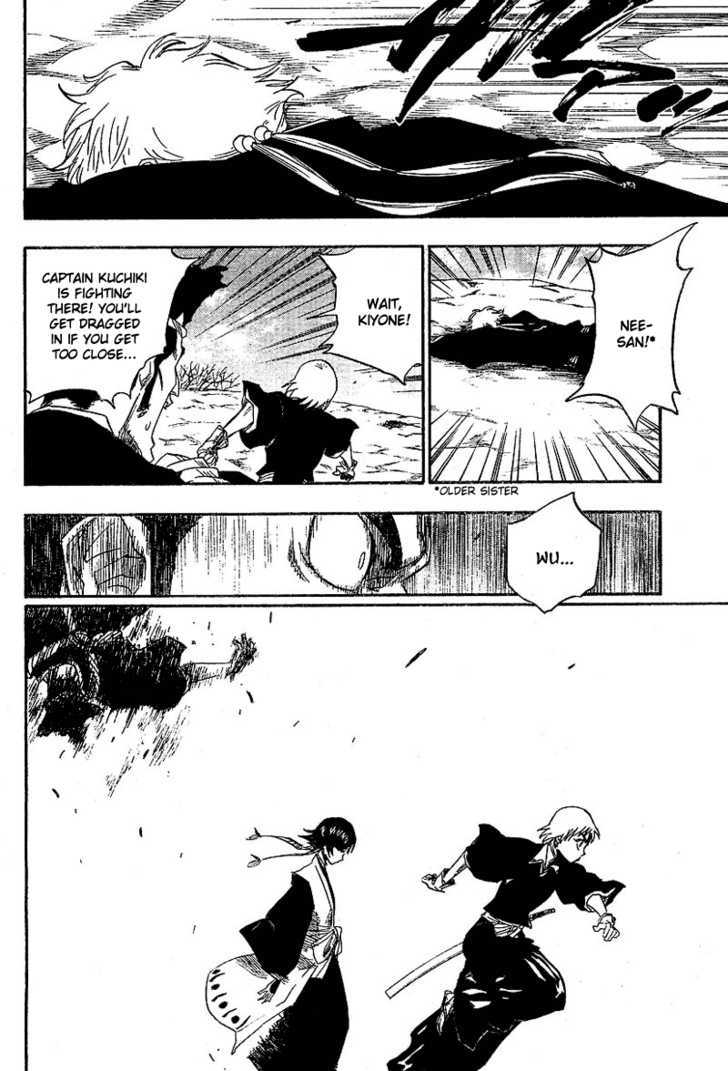 NEE-
SAN!*
*OLDER SISTER
WAIT,
KIYONE!
CAPTAIN KUCHIKI
IS FIGHTING
THERE! YOU'LL
GET DRAGGED
IN IF YOU GET
TOO CLOSE...
WU...